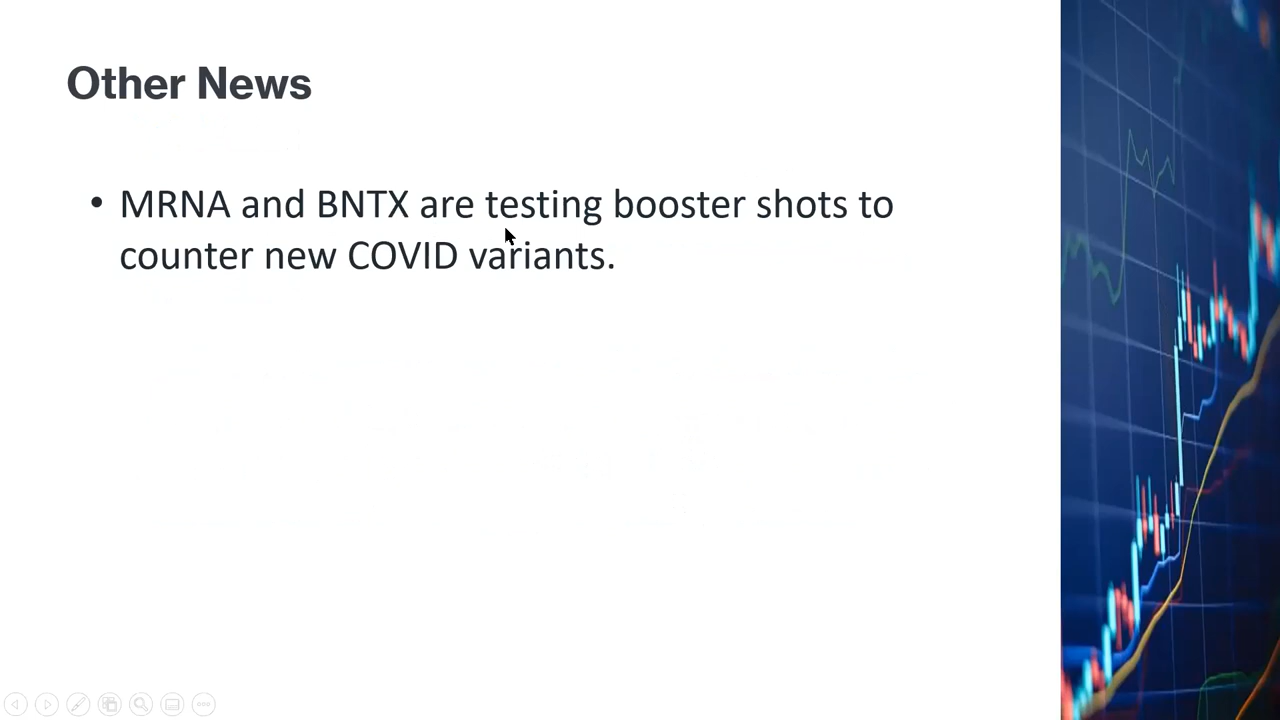 Other News
• MRNA and BNTX are testing booster shots to
counter new COVID variants.